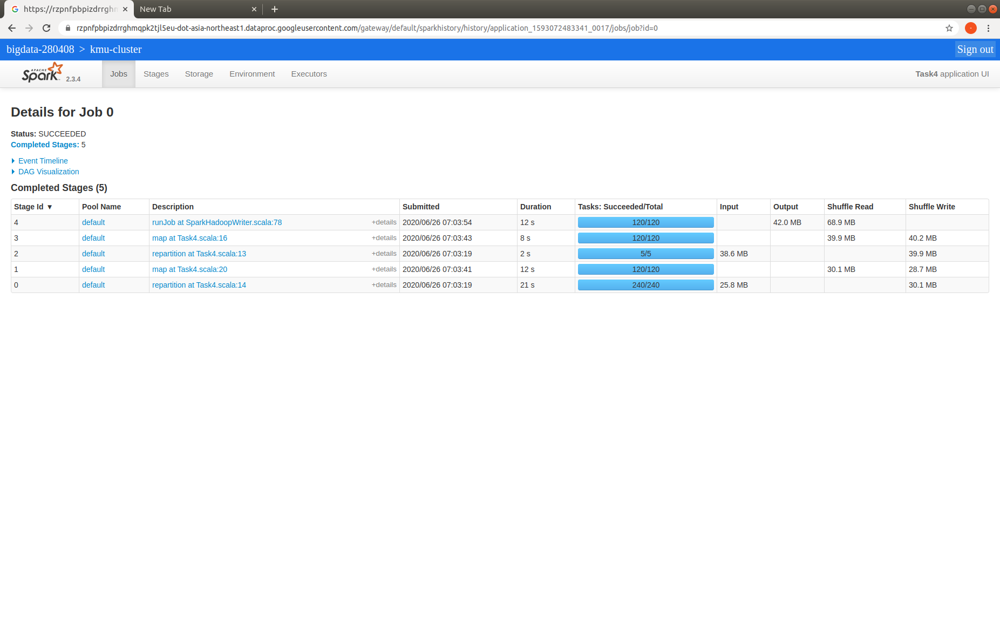 https://rzpnfpbpizdrrghm
New Tab
rzpnfpbpizdrrghmqpk2tjl5eu-dot-asia-northeast1.dataproc.googleusercontent.com/gateway/default/sparkhistory/history/application_1593072483341_0017/jobs/job?id=0
bigdata-280408 > kmu-cluster Sign out
APACHE Spark 2.3.4 Jobs Stages Storage Environment Executors Task4 application UI
Details for Job 0
Status: SUCCEEDED
Completed Stages: 5
Event Timeline
DAG Visualization
Completed Stages (5)
Stage Id ▼ Pool Name Description Submitted Duration Tasks: Succeeded/Total Input Output Shuffle Read Shuffle Write
4 default runJob at SparkHadoopWriter.scala:78 +details 2020/06/26 07:03:54 12 s 120/120 42.0 MB 68.9 MB
3 default map at Task4.scala:16 +details 2020/06/26 07:03:43 8 s 120/120 39.9 MB 40.2 MB
2 default repartition at Task4.scala:13 +details 2020/06/26 07:03:19 2 s 5/5 38.6 MB 39.9 MB
1 default map at Task4.scala:20 +details 2020/06/26 07:03:41 12 s 120/120 30.1 MB 28.7 MB
0 default repartition at Task4.scala:14 +details 2020/06/26 07:03:19 21 s 240/240 25.8 MB 30.1 MB